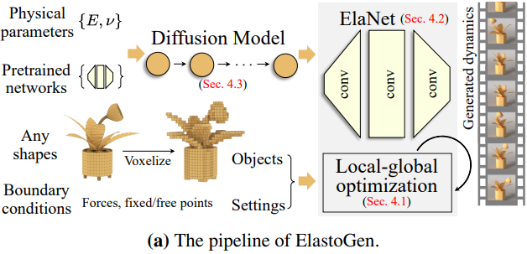 Physical
parameters
{E, ν}
Pretrained
networks
{ }
Diffusion Model
· · ·
(Sec. 4.3)
Any
shapes
Voxelize
Boundary
conditions
Forces, fixed/free points
Objects
Settings
ElaNet (Sec. 4.2)
conv
conv
conv
Local-global
optimization
(Sec. 4.1)
Generated dynamics
(a) The pipeline of ElastoGen.